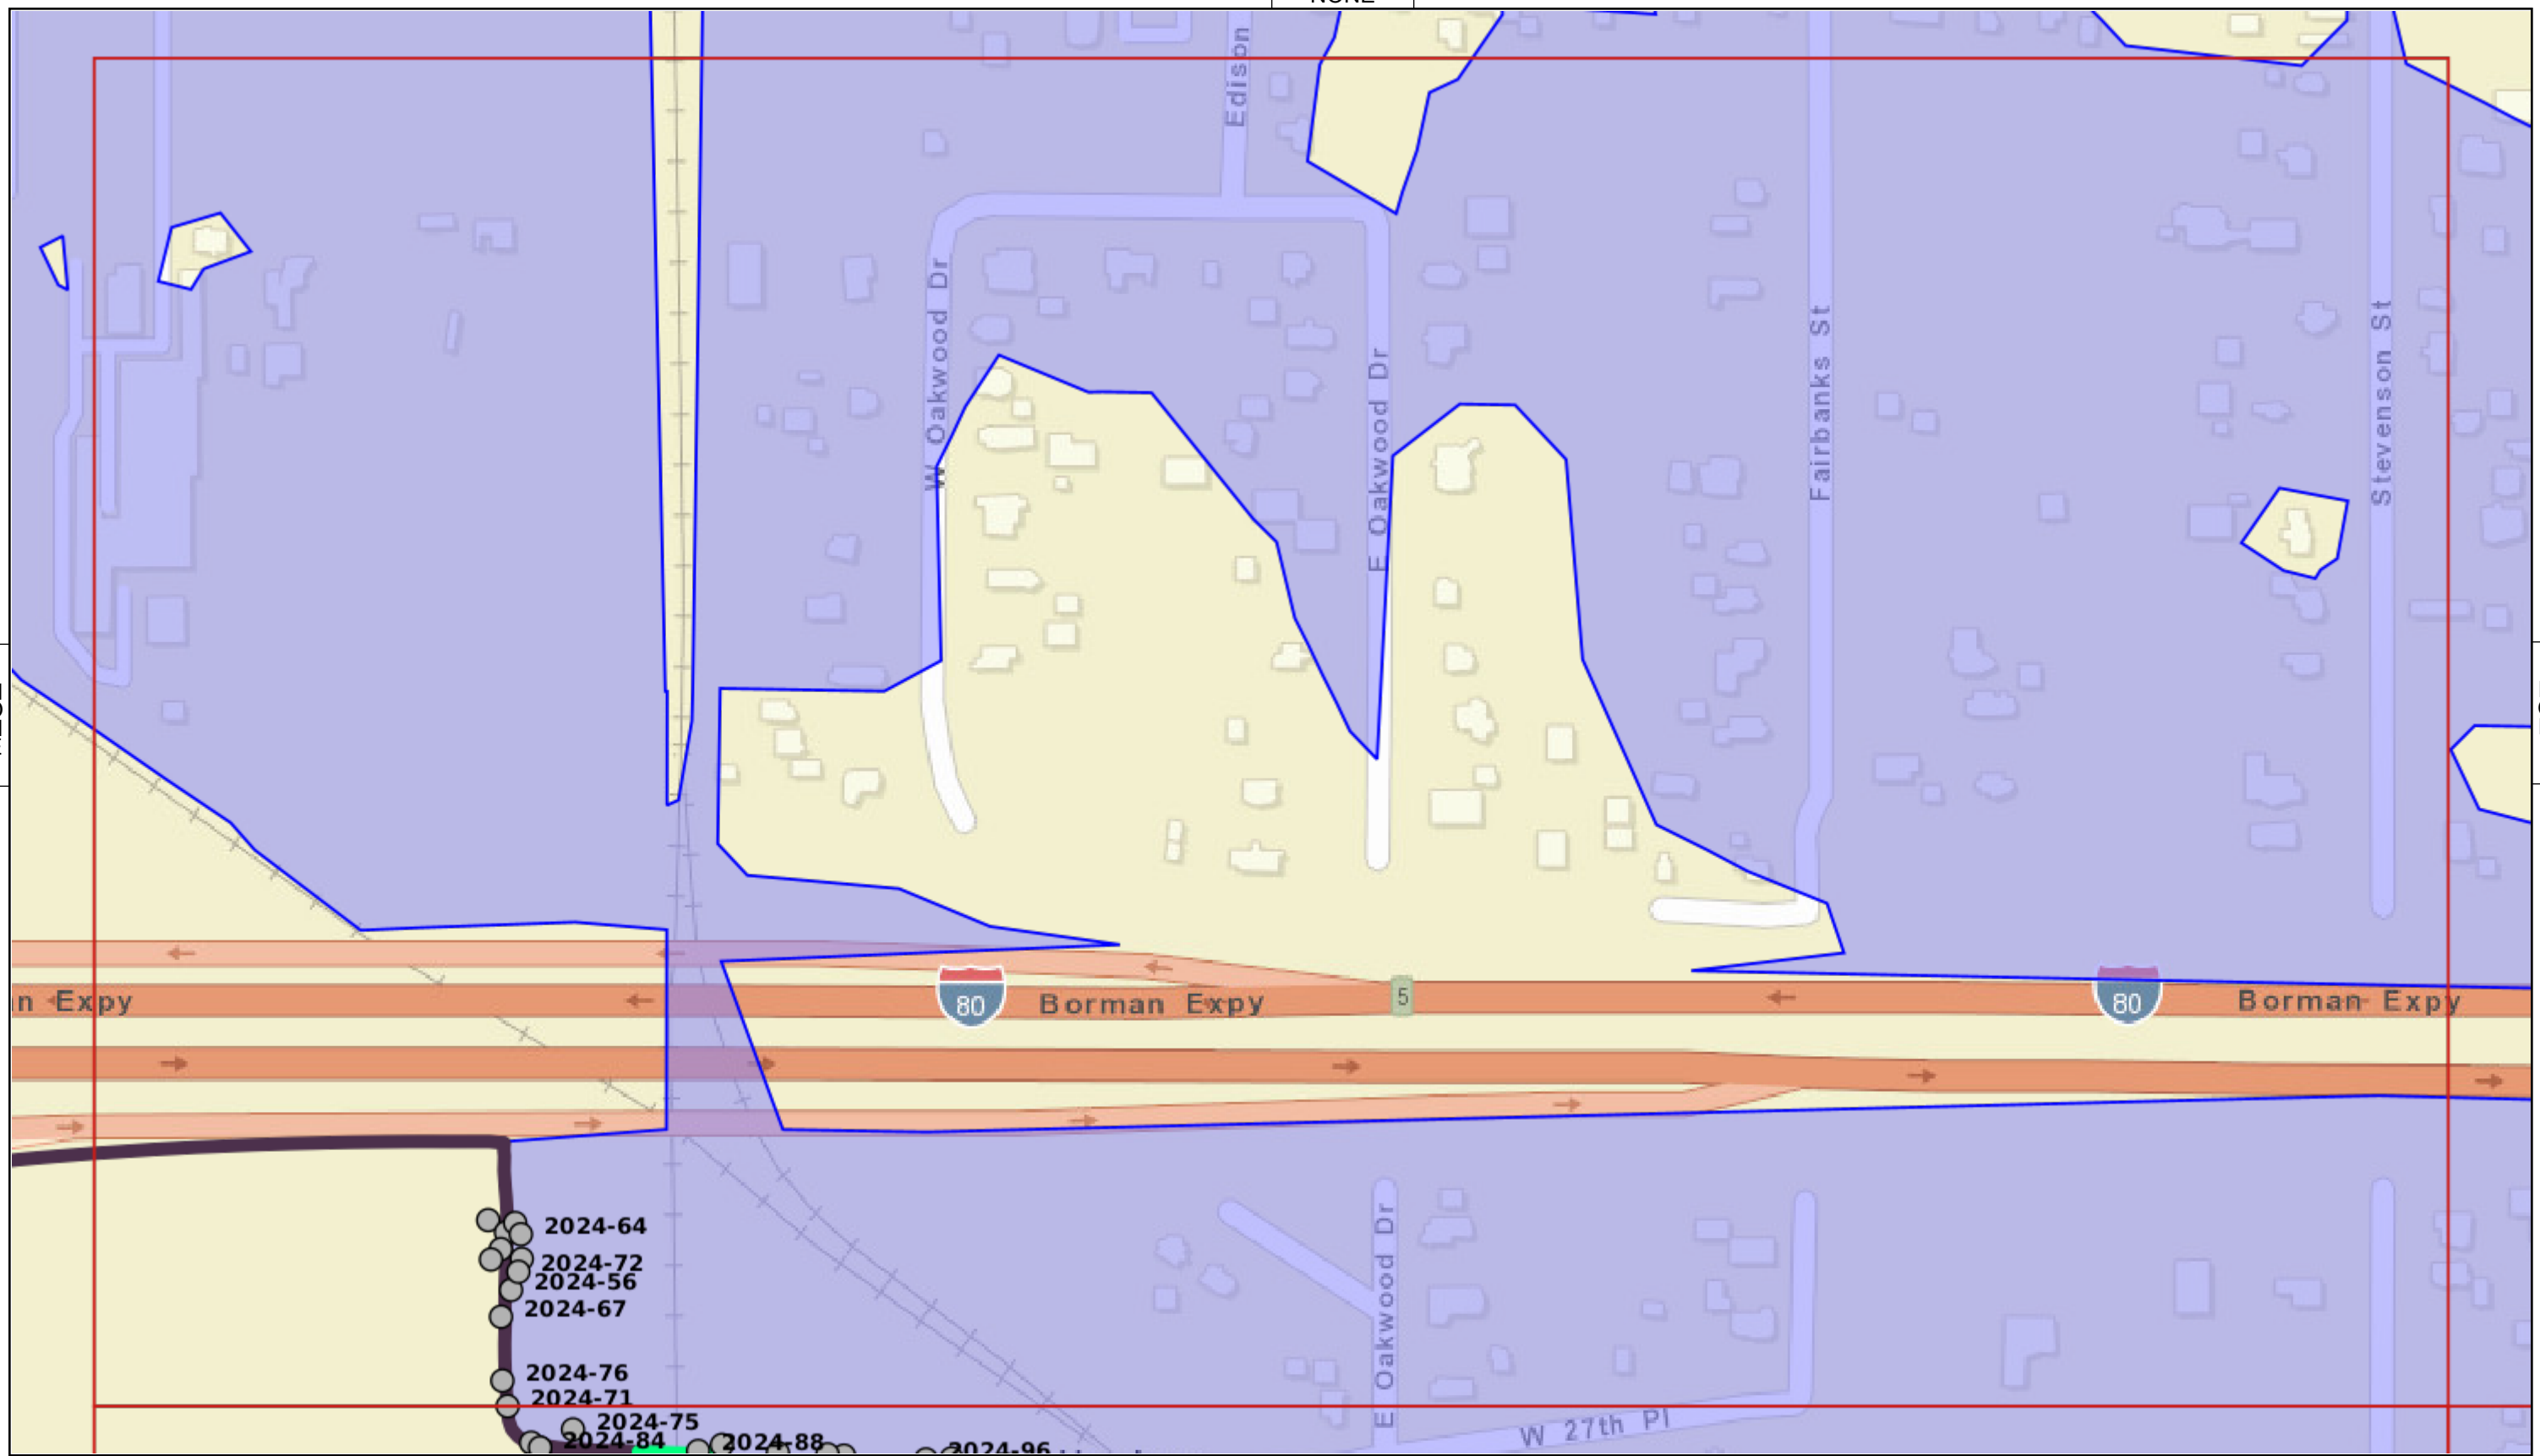 NONE
Edison
W Oakwood Dr
E Oakwood Dr
Fairbanks St
Stevenson St
n Expy
80
Borman Expy
5
80
Borman Expy
2024-64
2024-72
2024-56
2024-67
2024-76
2024-71
2024-75
2024-84
2024-88
2024-96
E Oakwood Dr
W 27th Pl